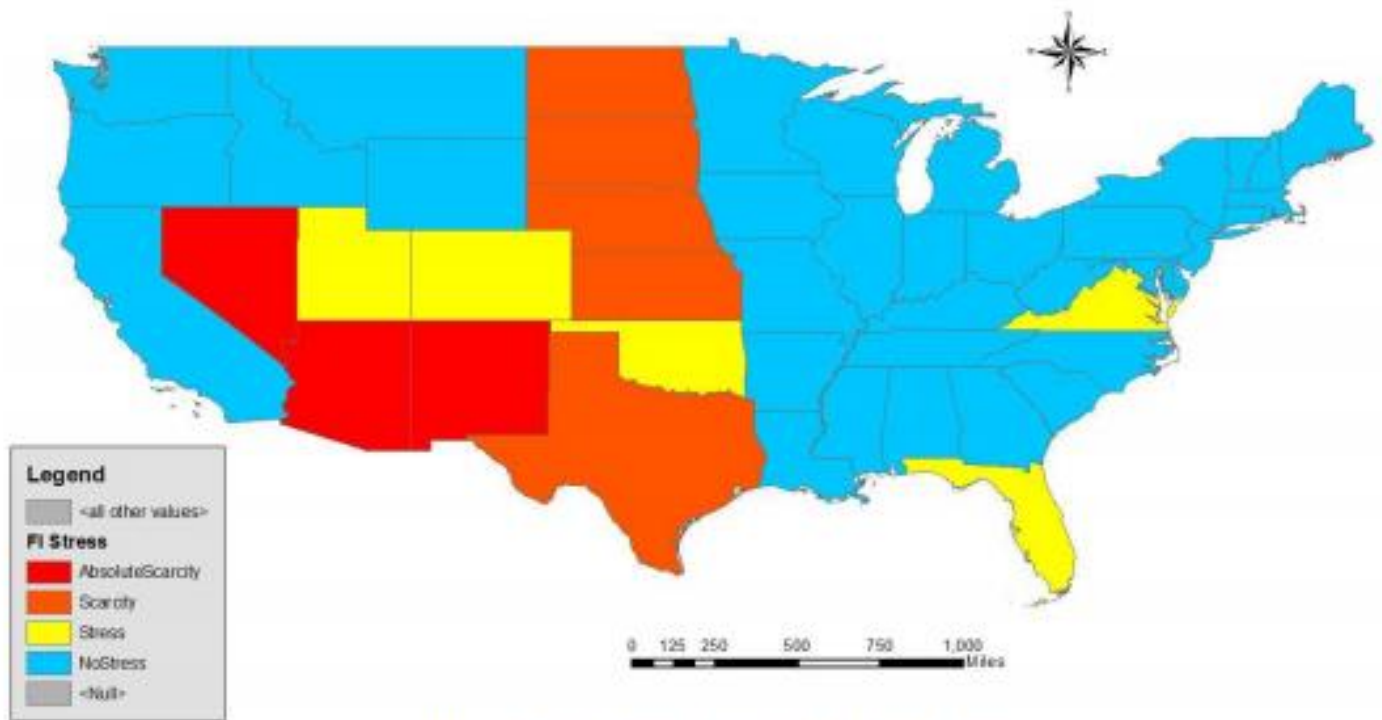 Legend
<all other values>
FI Stress
AbsoluteScarcity
Scarcity
Stress
NoStress
<Null>
0 125 250 500 750 1,000
Miles